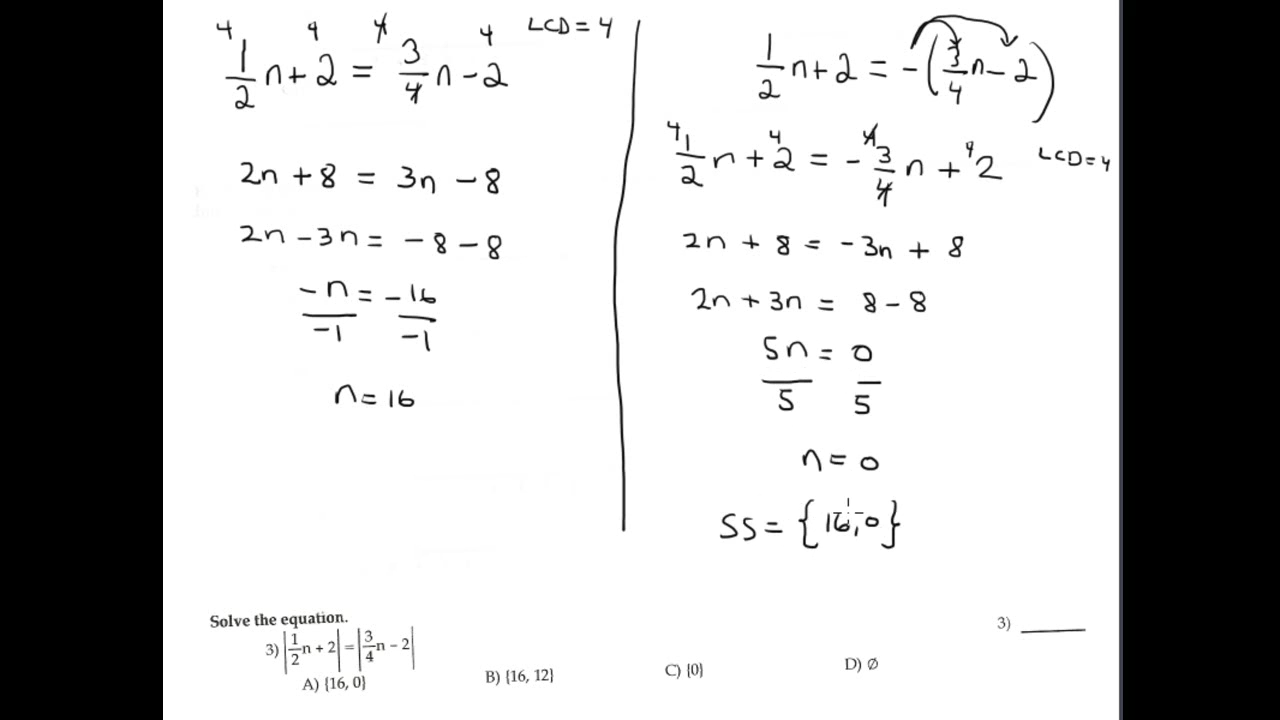 4 1/2 n + 4 2 = 4 3/4 n - 4 2
LCD = 4
2n + 8 = 3n - 8
2n - 3n = -8 - 8
-n/-1 = -16/-1
n = 16
1/2 n + 2 = -(3/4 n - 2)
4 1/2 n + 4 2 = - 4 3/4 n + 4 2
LCD = 4
2n + 8 = -3n + 8
2n + 3n = 8 - 8
5n/5 = 0/5
n = 0
SS = {16, 0}
Solve the equation.
3) |1/2 n + 2| = |3/4 n - 2|
3) ______
A) {16, 0} B) {16, 12} C) {0} D) ∅